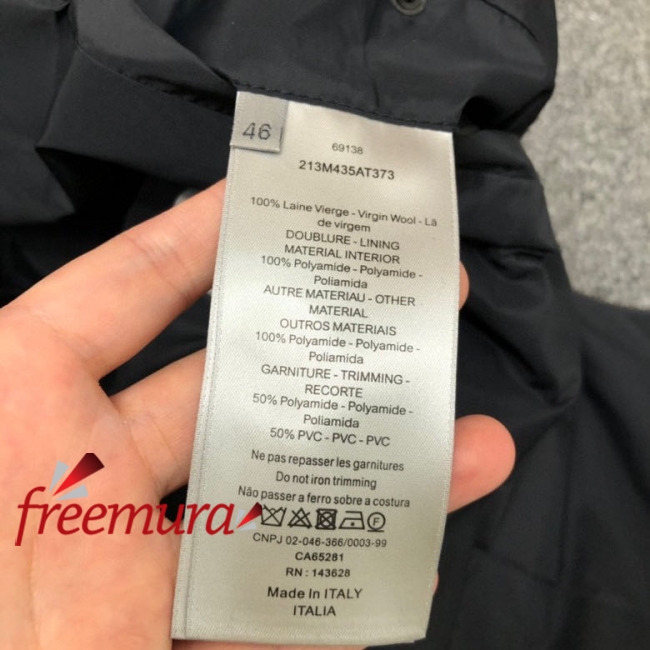 46
69138
213M435AT373
100% Laine Vierge - Virgin Wool - Lã
de virgem
DOUBLURE - LINING
MATERIAL INTERIOR
100% Polyamide - Polyamide -
Poliamida
AUTRE MATERIAU - OTHER
MATERIAL
OUTROS MATERIAIS
100% Polyamide - Polyamide -
Poliamida
GARNITURE - TRIMMING -
RECORTE
50% Polyamide - Polyamide -
Poliamida
50% PVC - PVC - PVC
Ne pas repasser les garnitures
Do not iron trimming
Não passar a ferro sobre a costura
freemura
CNPJ 02-046-366/0003-99
CA65281
RN : 143628
Made In ITALY
ITALIA